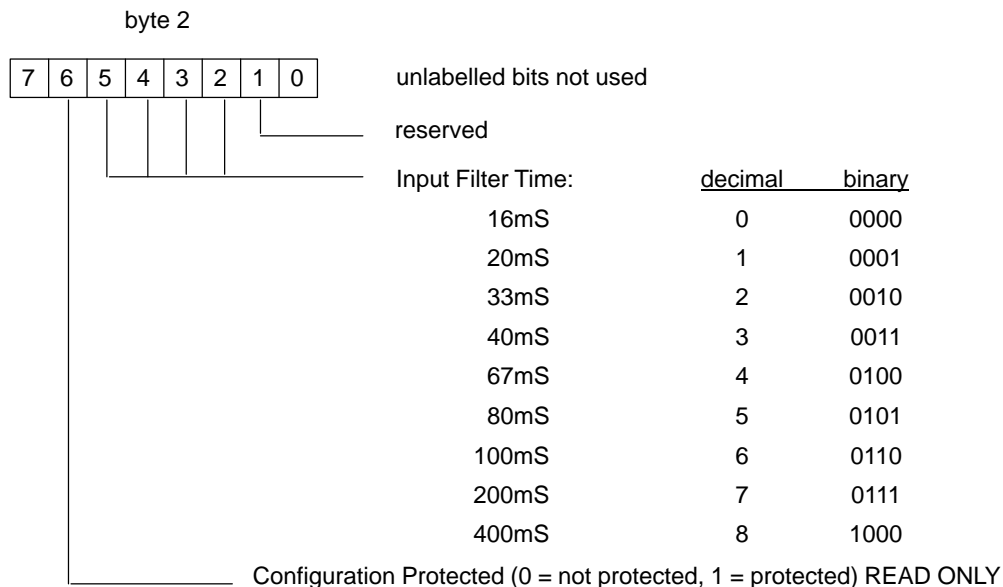 byte 2
7 6 5 4 3 2 1 0 unlabelled bits not used
reserved
Input Filter Time: decimal binary
16mS 0 0000
20mS 1 0001
33mS 2 0010
40mS 3 0011
67mS 4 0100
80mS 5 0101
100mS 6 0110
200mS 7 0111
400mS 8 1000
Configuration Protected (0 = not protected, 1 = protected) READ ONLY